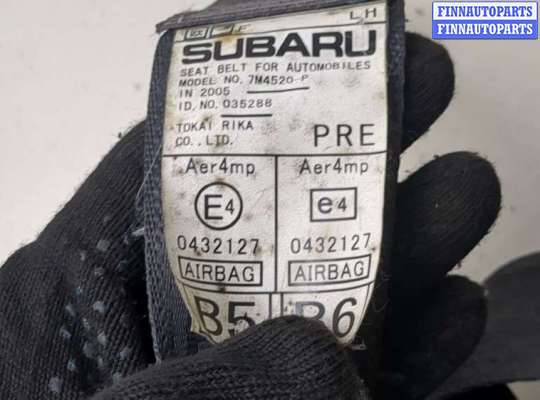 FINNAUTOPARTS
FINNAUTOPARTS
LH
SUBARU
SEAT BELT FOR AUTOMOBILES
MODEL NO. 7M4520-P
IN 2005
ID. NO. 035288
TOKAI RIKA
CO., LTD.
PRE
Aer4mp Aer4mp
E4 e4
0432127 0432127
AIRBAG AIRBAG
B5 B6